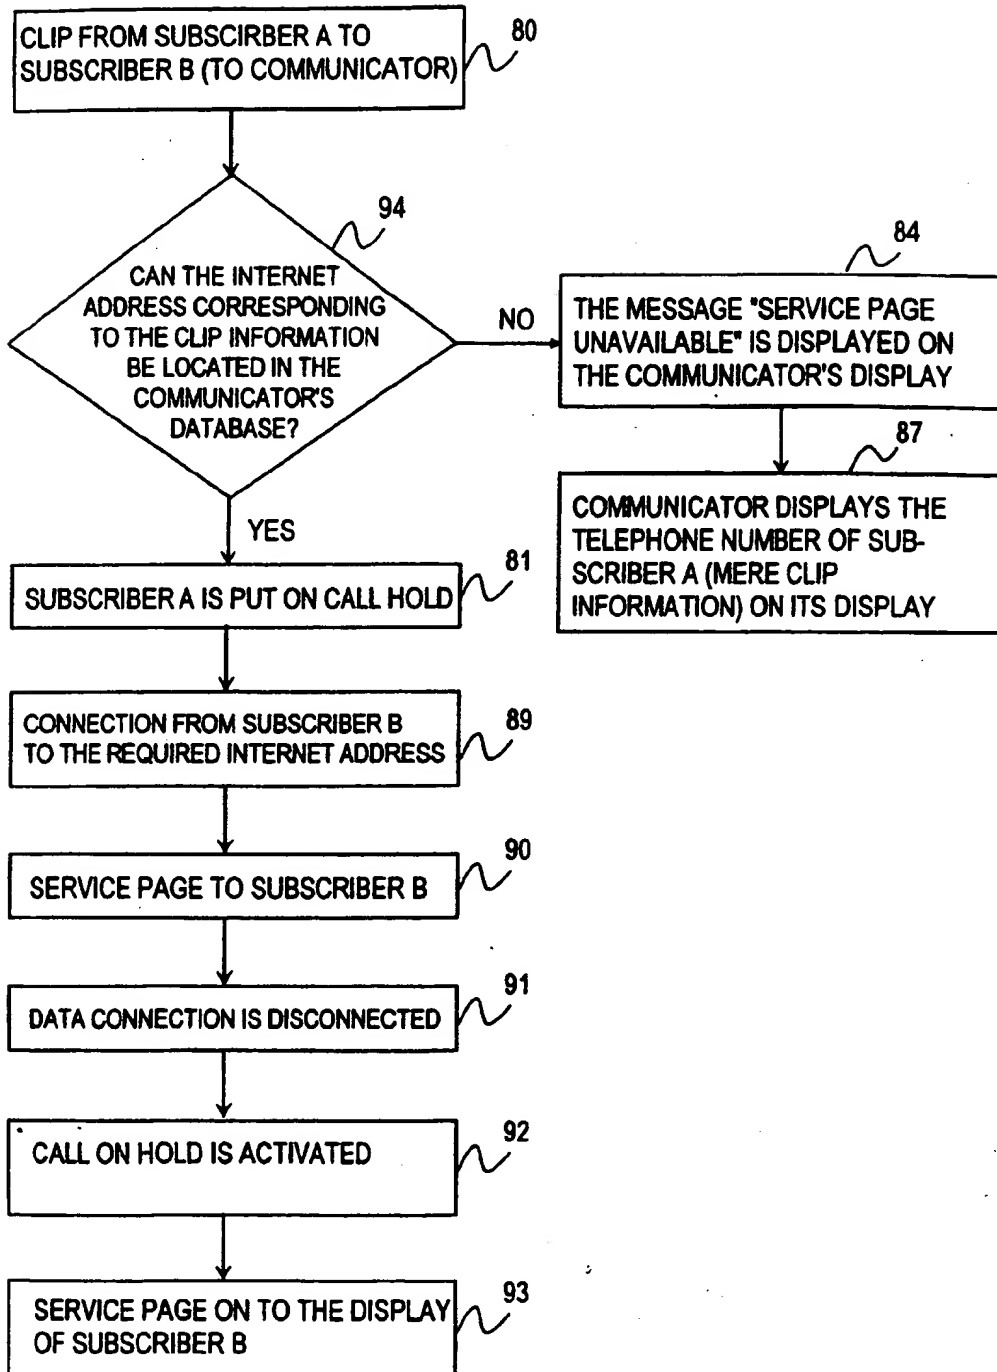 CLIP FROM SUBSCIRBER A TO
SUBSCRIBER B (TO COMMUNICATOR)
80
94
CAN THE INTERNET
ADDRESS CORRESPONDING
TO THE CLIP INFORMATION
BE LOCATED IN THE
COMMUNICATOR'S
DATABASE?
NO
84
THE MESSAGE "SERVICE PAGE
UNAVAILABLE" IS DISPLAYED ON
THE COMMUNICATOR'S DISPLAY
87
COMMUNICATOR DISPLAYS THE
TELEPHONE NUMBER OF SUB-
SCRIBER A (MERE CLIP
INFORMATION) ON ITS DISPLAY
YES
81
SUBSCRIBER A IS PUT ON CALL HOLD
CONNECTION FROM SUBSCRIBER B
TO THE REQUIRED INTERNET ADDRESS
89
90
SERVICE PAGE TO SUBSCRIBER B
91
DATA CONNECTION IS DISCONNECTED
92
CALL ON HOLD IS ACTIVATED
93
SERVICE PAGE ON TO THE DISPLAY
OF SUBSCRIBER B